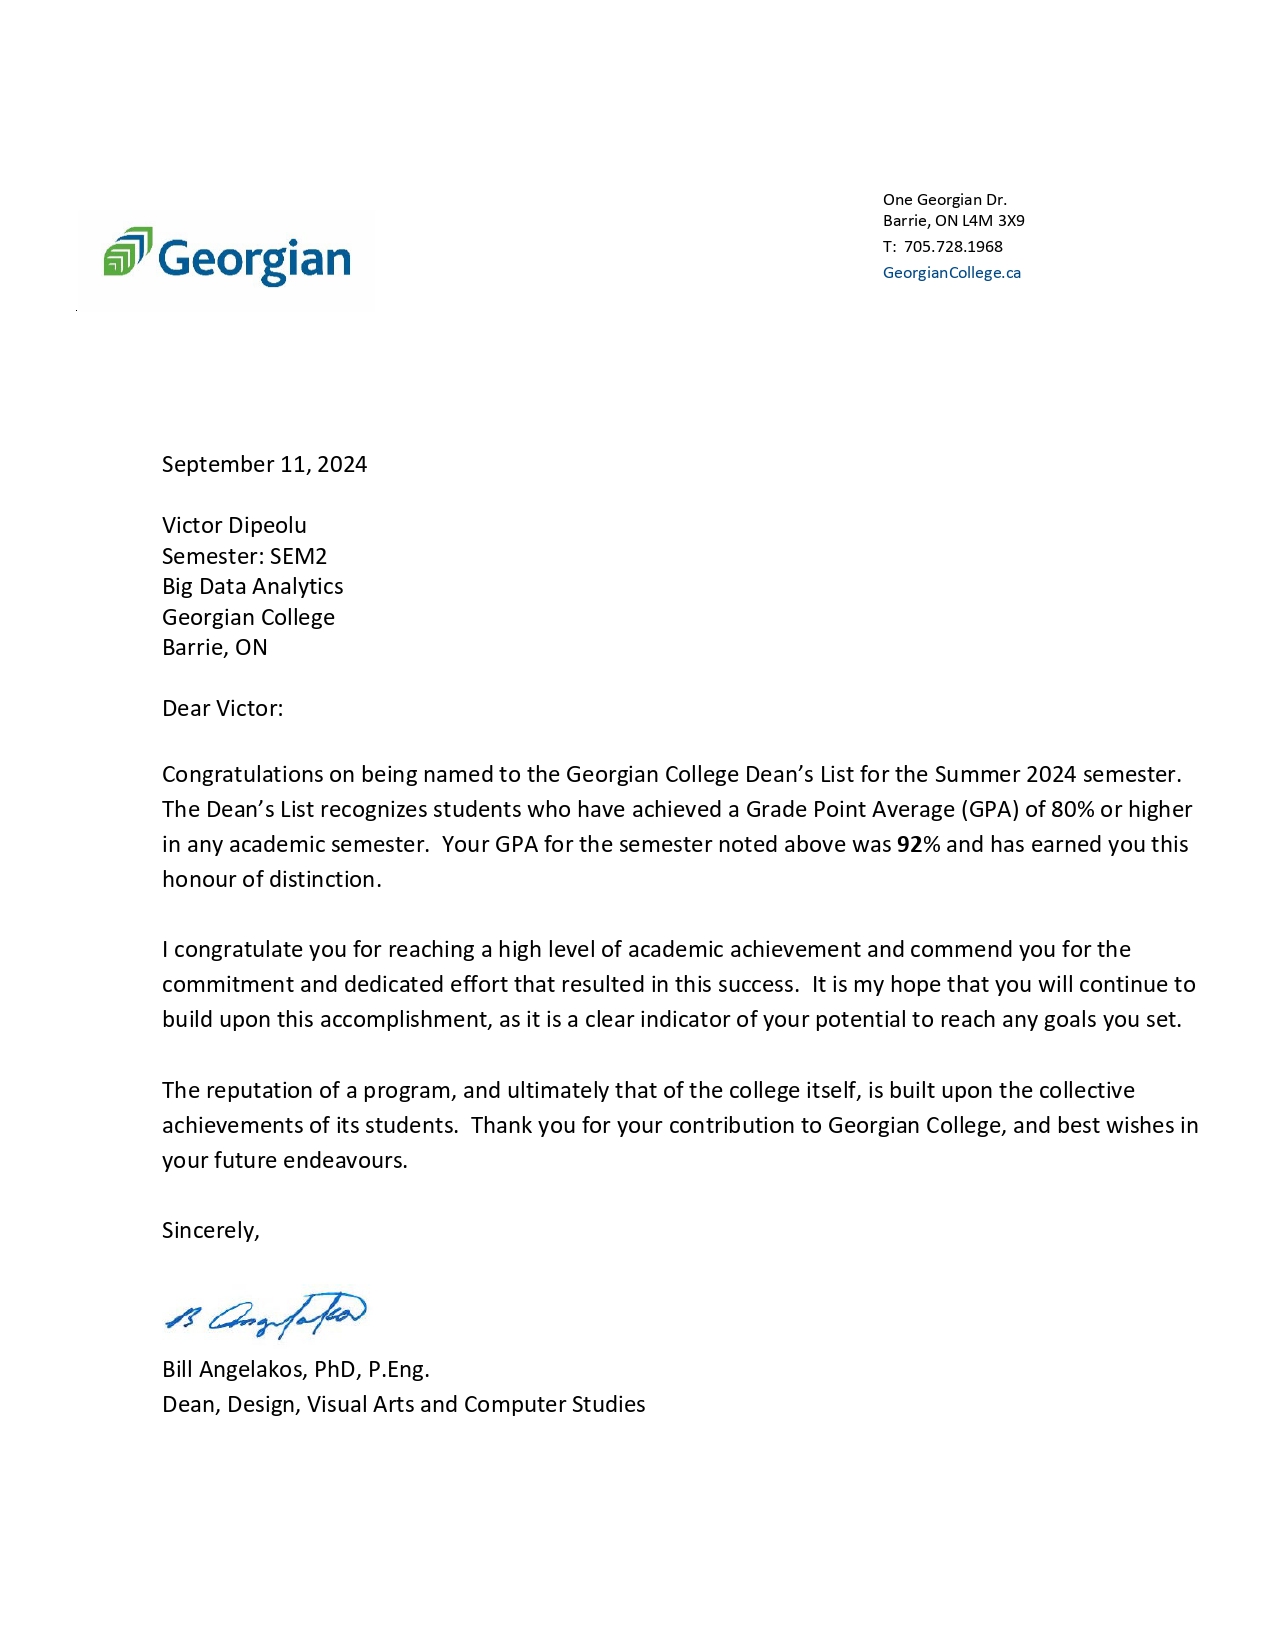 Georgian
One Georgian Dr.
Barrie, ON L4M 3X9
T:  705.728.1968
GeorgianCollege.ca
September 11, 2024
Victor Dipeolu
Semester: SEM2
Big Data Analytics
Georgian College
Barrie, ON
Dear Victor:
Congratulations on being named to the Georgian College Dean’s List for the Summer 2024 semester.
The Dean’s List recognizes students who have achieved a Grade Point Average (GPA) of 80% or higher
in any academic semester.  Your GPA for the semester noted above was 92% and has earned you this
honour of distinction.
I congratulate you for reaching a high level of academic achievement and commend you for the
commitment and dedicated effort that resulted in this success.  It is my hope that you will continue to
build upon this accomplishment, as it is a clear indicator of your potential to reach any goals you set.
The reputation of a program, and ultimately that of the college itself, is built upon the collective
achievements of its students.  Thank you for your contribution to Georgian College, and best wishes in
your future endeavours.
Sincerely,
B Angelakos
Bill Angelakos, PhD, P.Eng.
Dean, Design, Visual Arts and Computer Studies